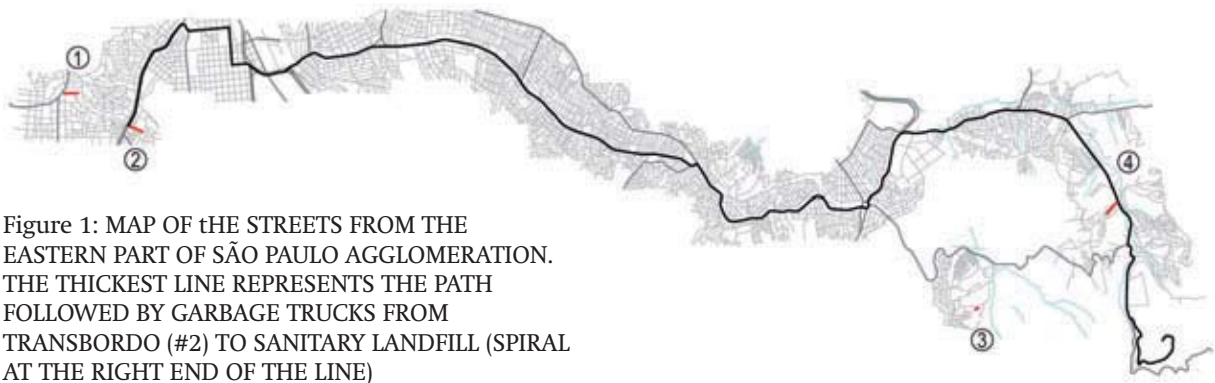 ①
②
④
③
Figure 1: MAP OF tHE STREETS FROM THE
EASTERN PART OF SÃO PAULO AGGLOMERATION.
THE THICKEST LINE REPRESENTS THE PATH
FOLLOWED BY GARBAGE TRUCKS FROM
TRANSBORDO (#2) TO SANITARY LANDFILL (SPIRAL
AT THE RIGHT END OF THE LINE)